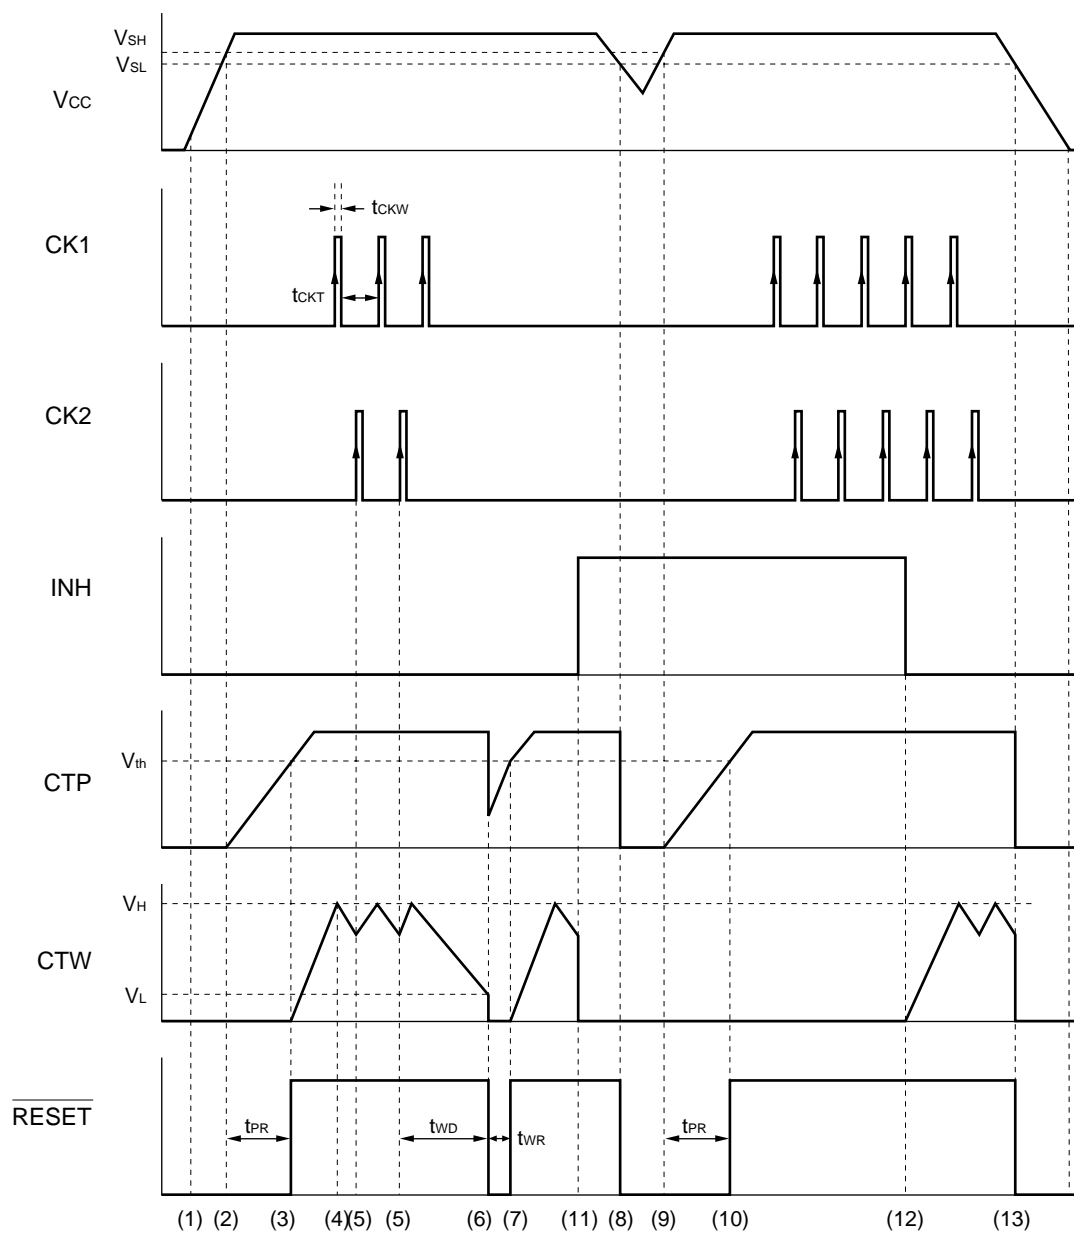 VSH
VSL
VCC
tCKW
CK1
tCKT
CK2
INH
Vth
CTP
VH
CTW
VL
RESET
tPR
tWD
tWR
tPR
(1) (2) (3) (4)(5) (5) (6) (7) (11) (8) (9) (10) (12) (13)